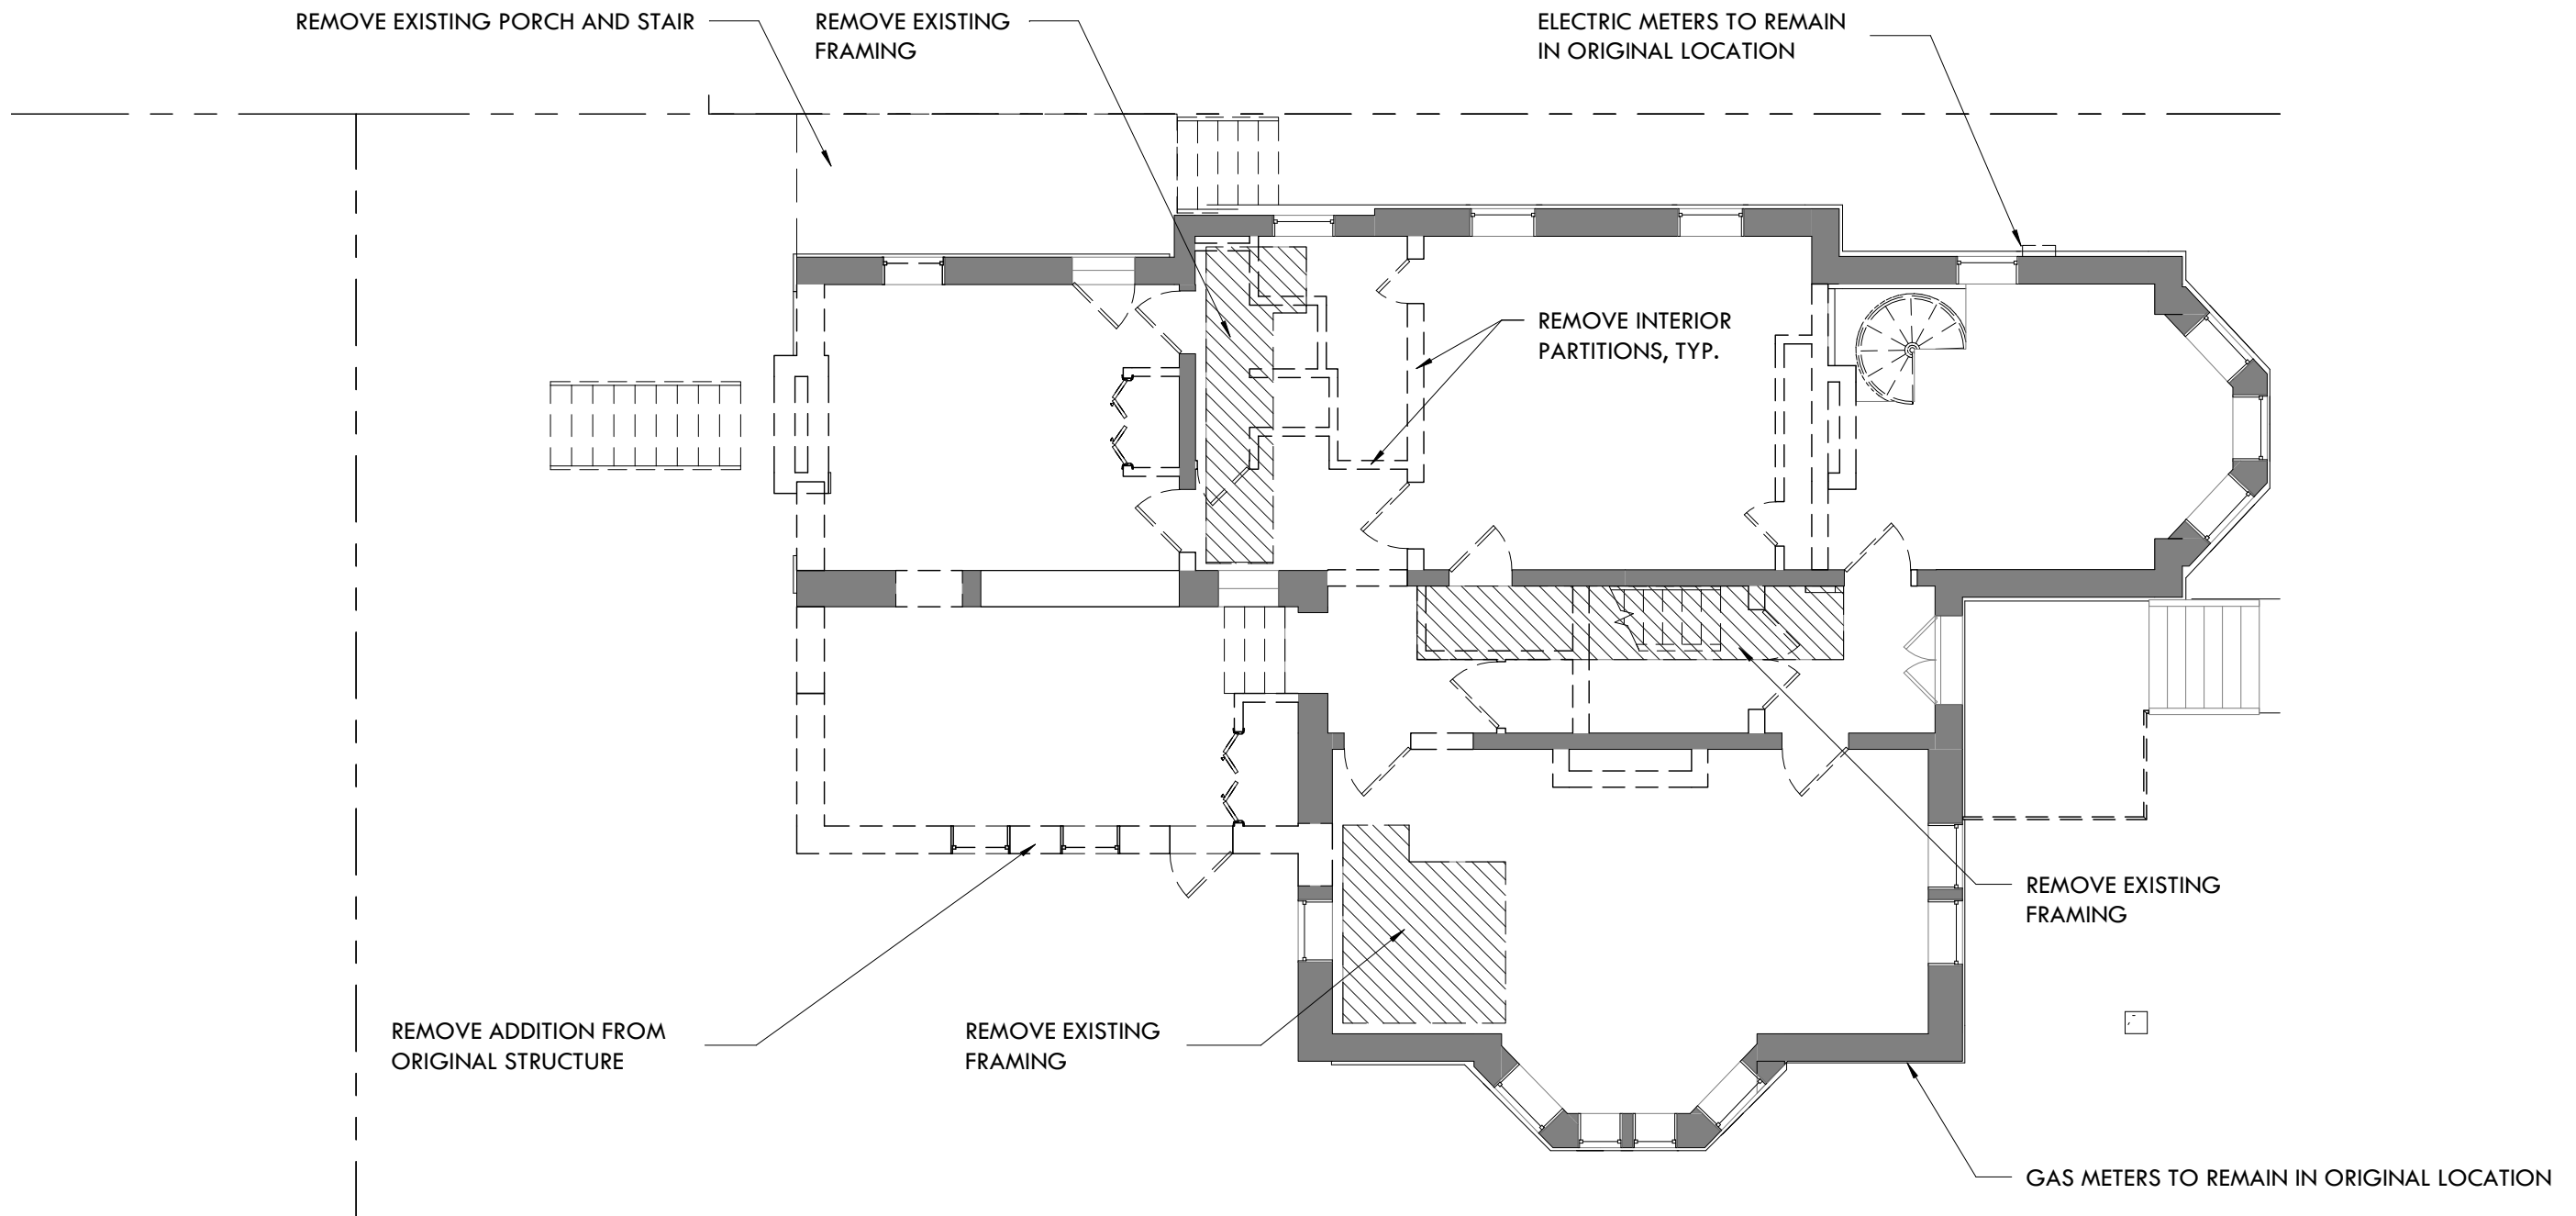 REMOVE EXISTING PORCH AND STAIR
REMOVE EXISTING
FRAMING
ELECTRIC METERS TO REMAIN
IN ORIGINAL LOCATION
REMOVE INTERIOR
PARTITIONS, TYP.
REMOVE EXISTING
FRAMING
REMOVE ADDITION FROM
ORIGINAL STRUCTURE
REMOVE EXISTING
FRAMING
GAS METERS TO REMAIN IN ORIGINAL LOCATION